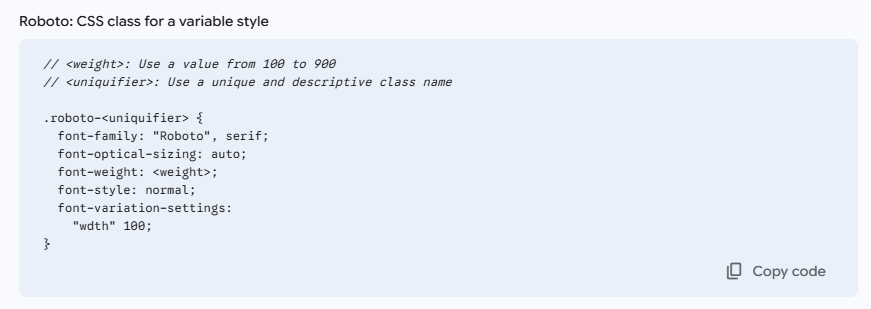 Roboto: CSS class for a variable style
// <weight>: Use a value from 100 to 900
// <uniquifier>: Use a unique and descriptive class name
.roboto-<uniquifier> {
font-family: "Roboto", serif;
font-optical-sizing: auto;
font-weight: <weight>;
font-style: normal;
font-variation-settings:
"wdth" 100;
}
Copy code